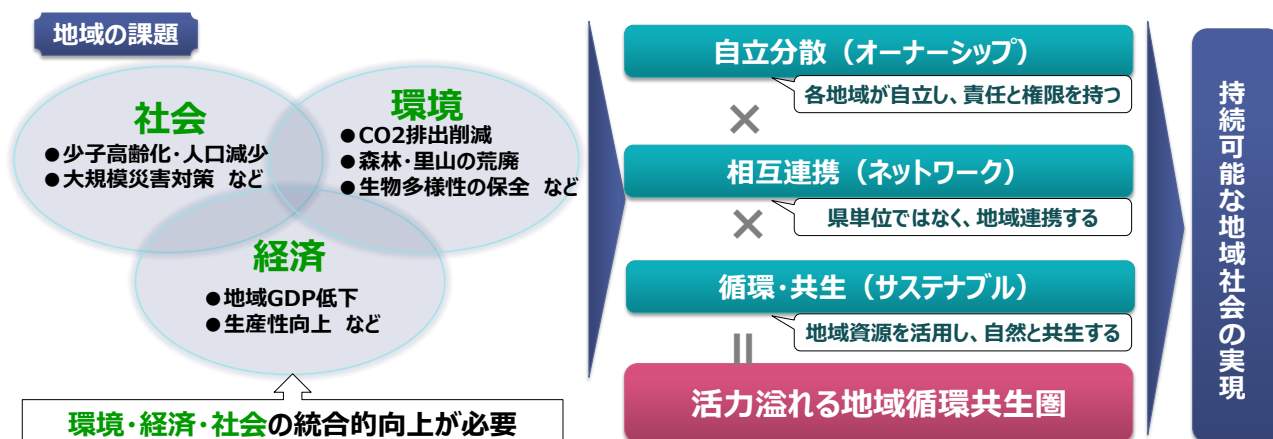 地域の課題
社会
●少子高齢化・人口減少
●大規模災害対策 など
環境
●CO2排出削減
●森林・里山の荒廃
●生物多様性の保全 など
経済
●地域GDP低下
●生産性向上 など
環境・経済・社会の統合的向上が必要
自立分散（オーナーシップ）
各地域が自立し、責任と権限を持つ
×
相互連携（ネットワーク）
県単位ではなく、地域連携する
×
循環・共生（サステナブル）
地域資源を活用し、自然と共生する
＝
活力溢れる地域循環共生圏
持続可能な地域社会の実現